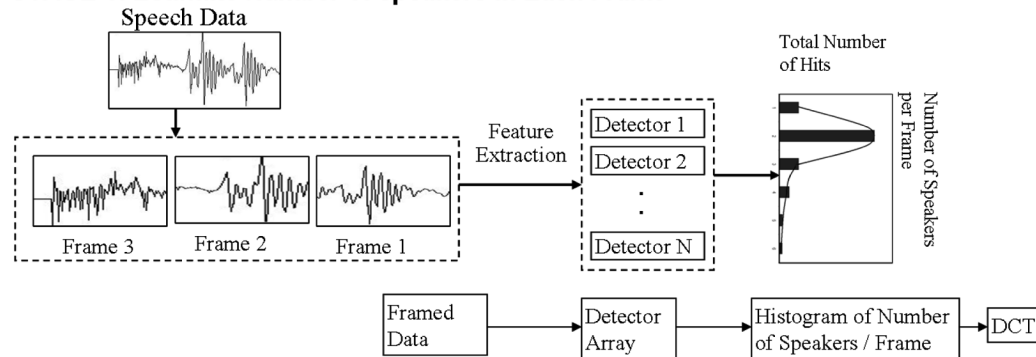 Speech Data
Frame 3
Frame 2
Frame 1
Feature
Extraction
Detector 1
Detector 2
.
.
Detector N
Total Number
of Hits
Number of Speakers
per Frame
Framed
Data
Detector
Array
Histogram of Number
of Speakers / Frame
DCT